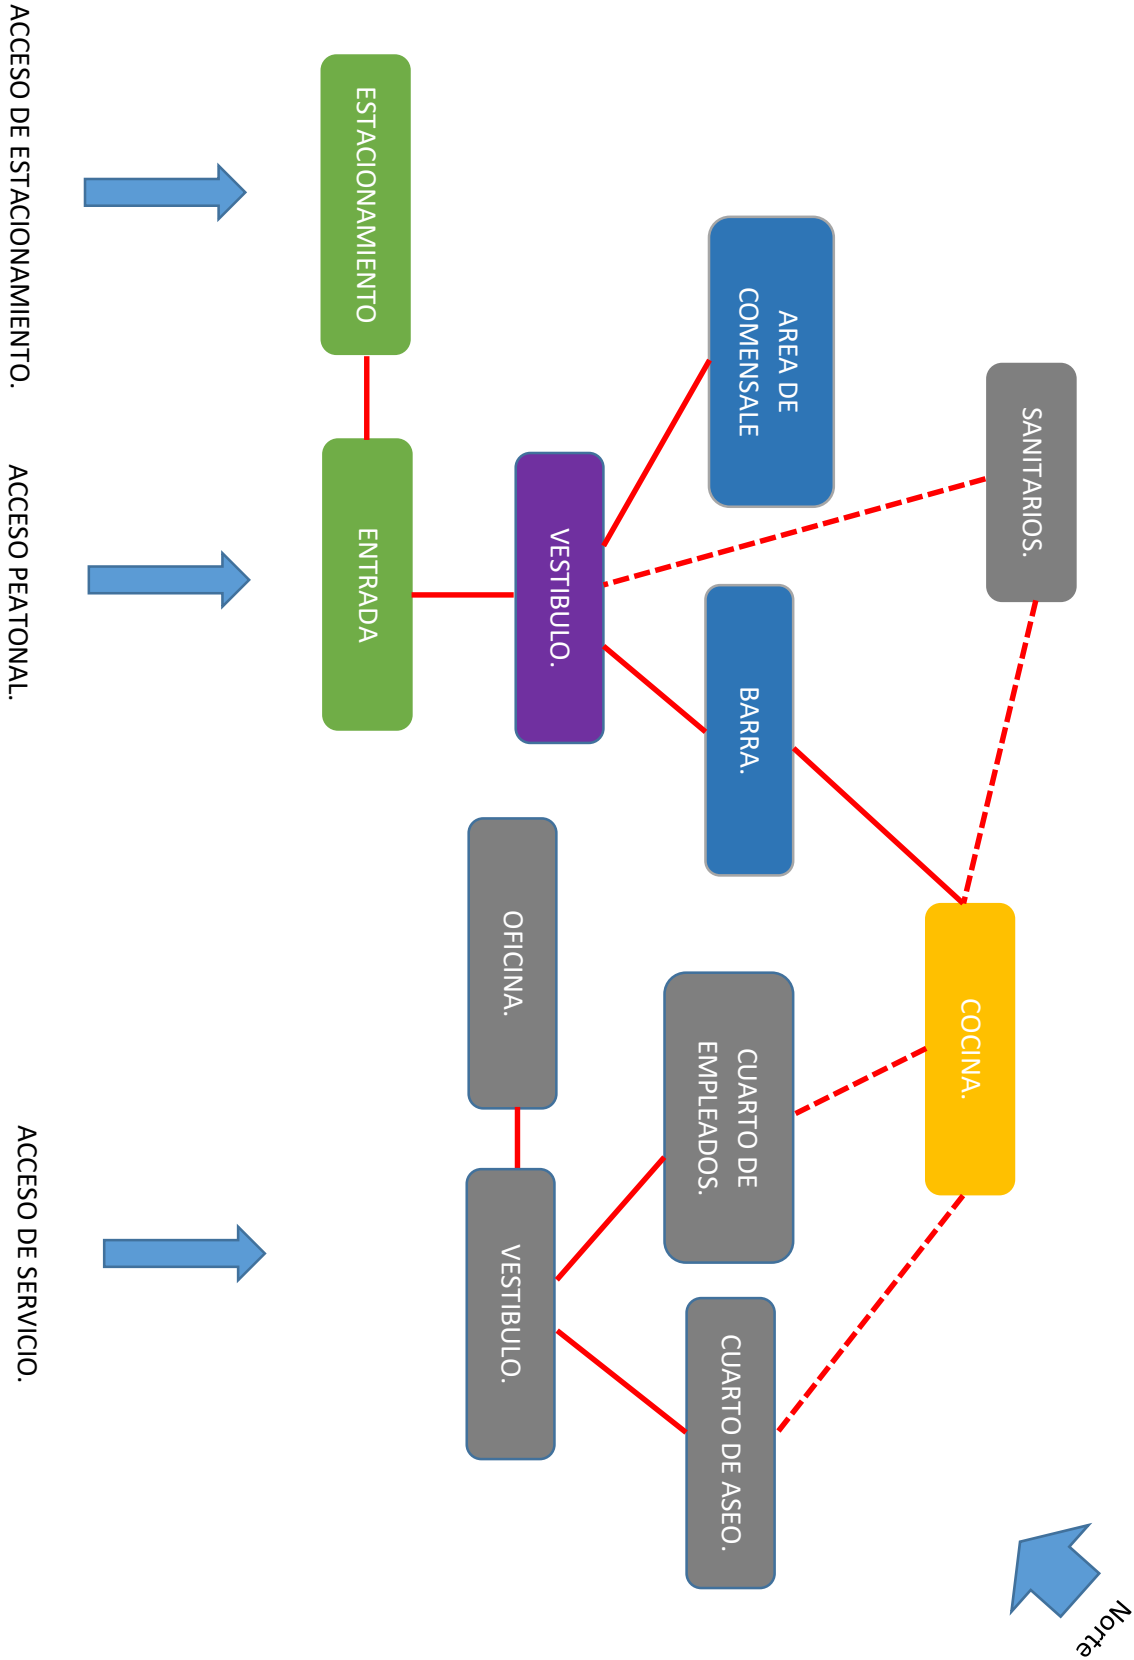 SANITARIOS.
COCINA.
Norte
AREA DE
COMENSALE
BARRA.
CUARTO DE
EMPLEADOS.
CUARTO DE ASEO.
VESTIBULO.
OFICINA.
VESTIBULO.
ESTACIONAMIENTO
ENTRADA
ACCESO DE ESTACIONAMIENTO.
ACCESO PEATONAL.
ACCESO DE SERVICIO.